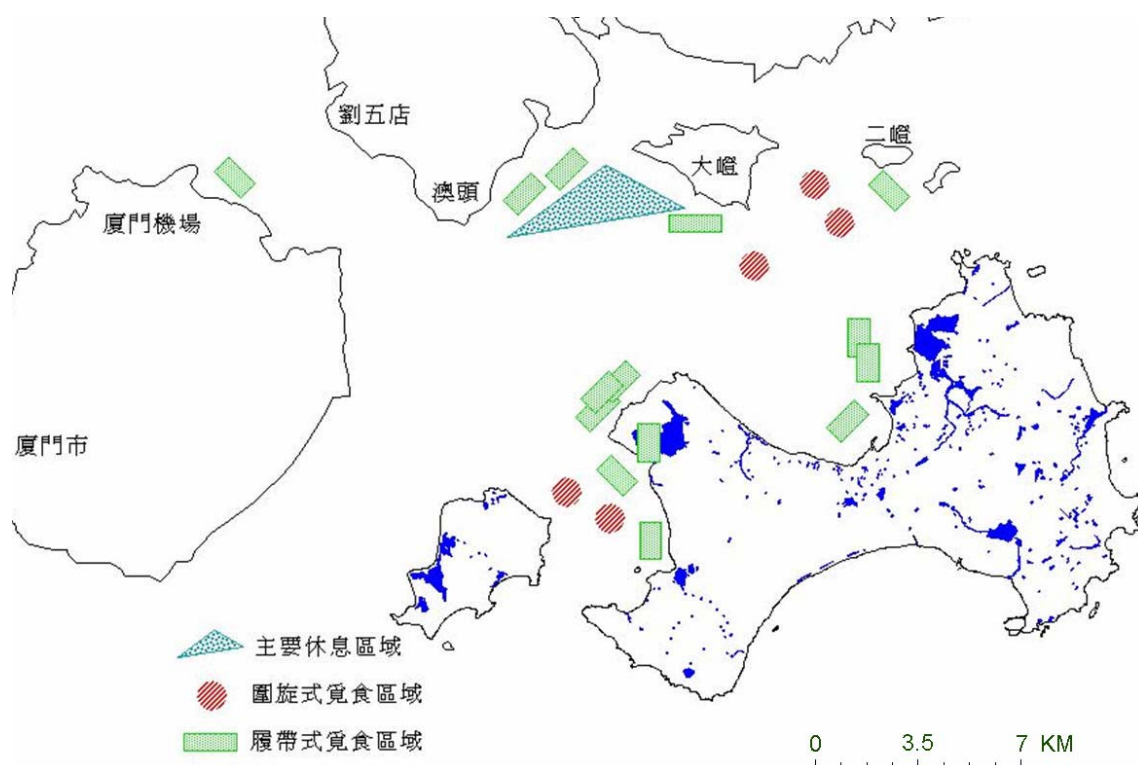 劉五店
二嶝
大嶝
澳頭
廈門機場
廈門市
主要休息區域
圍旋式覓食區域
履帶式覓食區域
0 3.5 7 KM